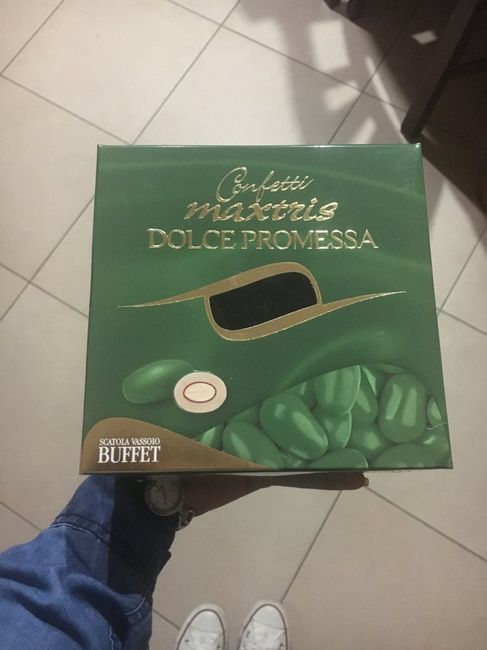 Confetti
maxtris
DOLCE PROMESSA
SCATOLA VASSOIO
BUFFET